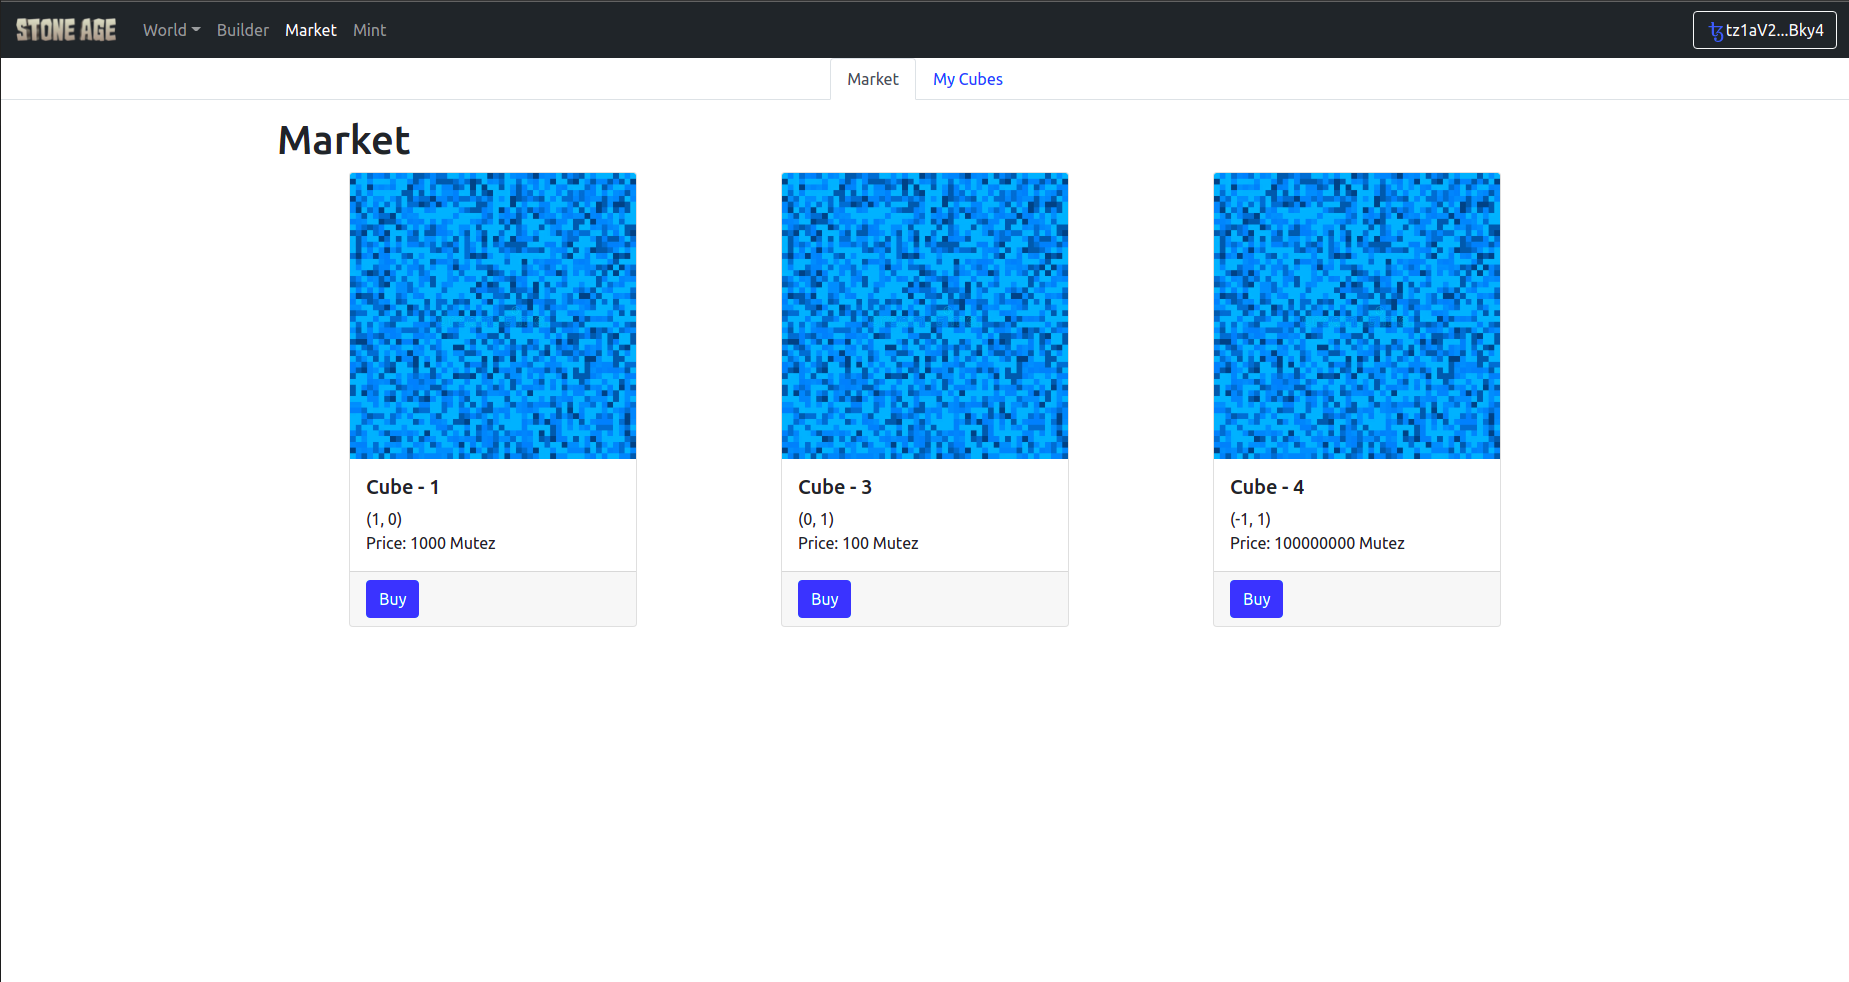 STONE AGE World Builder Market Mint tz1aV2...Bky4
Market My Cubes
Market
Cube - 1
(1, 0)
Price: 1000 Mutez
Buy
Cube - 3
(0, 1)
Price: 100 Mutez
Buy
Cube - 4
(-1, 1)
Price: 100000000 Mutez
Buy